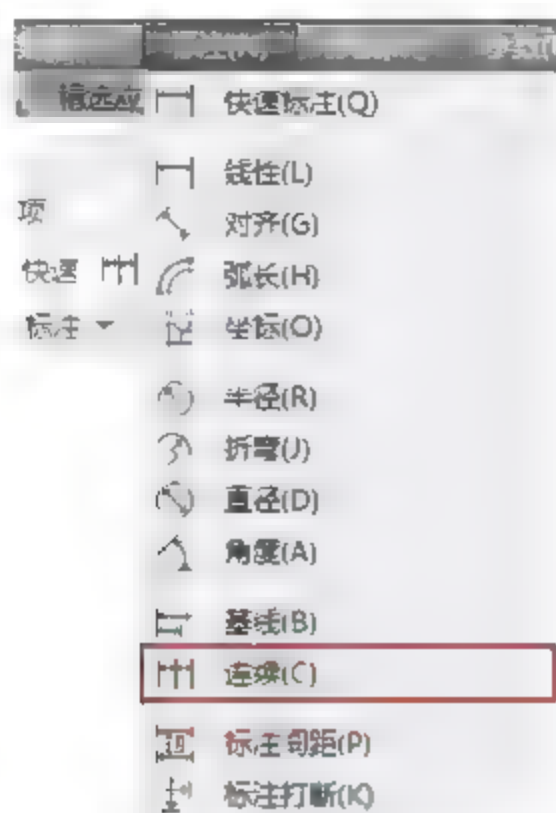 快速标注(Q)
线性(L)
项
对齐(G)
快速
弧长(H)
标注
坐标(O)
半径(R)
折弯(J)
直径(D)
角度(A)
基线(B)
连续(C)
标注间距(P)
标注打断(K)